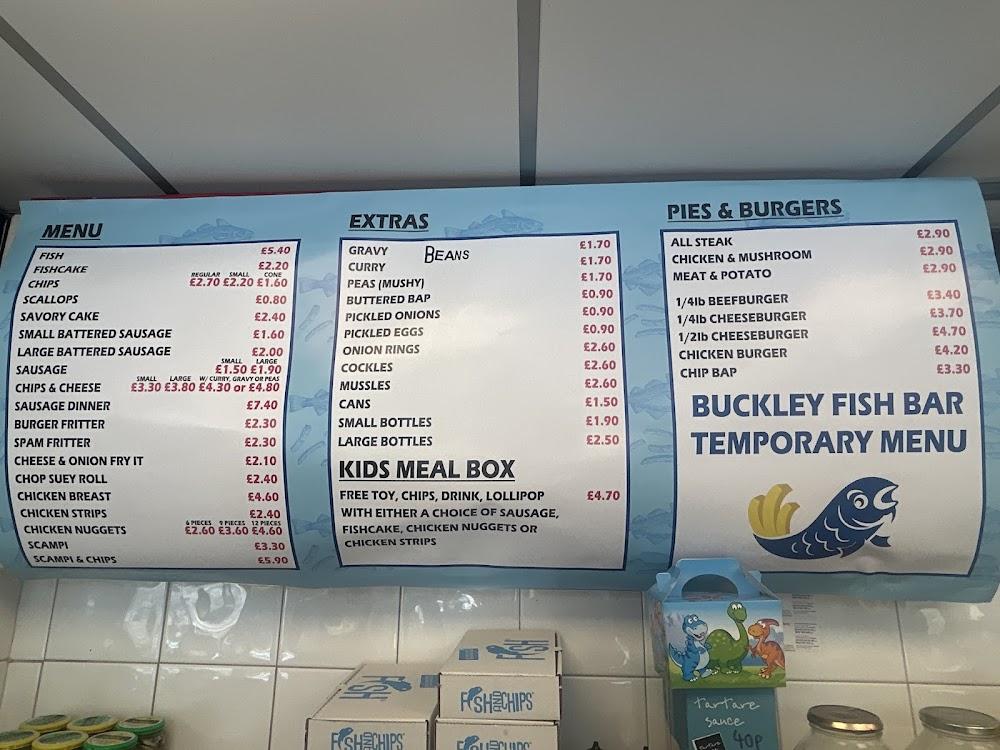 MENU
FISH £5.40
FISHCAKE £2.20
REGULAR SMALL CONE
CHIPS £2.70 £2.20 £1.60
SCALLOPS £0.80
SAVORY CAKE £2.40
SMALL BATTERED SAUSAGE £1.60
LARGE BATTERED SAUSAGE £2.00
SMALL LARGE
SAUSAGE £1.50 £1.90
SMALL LARGE W/ CURRY, GRAVY OR PEAS
CHIPS & CHEESE £3.30 £3.80 £4.30 or £4.80
SAUSAGE DINNER £7.40
BURGER FRITTER £2.30
SPAM FRITTER £2.30
CHEESE & ONION FRY IT £2.10
CHOP SUEY ROLL £2.40
CHICKEN BREAST £4.60
CHICKEN STRIPS £2.40
6 PIECES 9 PIECES 12 PIECES
CHICKEN NUGGETS £2.60 £3.60 £4.60
SCAMPI £3.30
SCAMPI & CHIPS £5.90
EXTRAS
GRAVY BEANS £1.70
CURRY £1.70
PEAS (MUSHY) £1.70
BUTTERED BAP £0.90
PICKLED ONIONS £0.90
PICKLED EGGS £0.90
ONION RINGS £2.60
COCKLES £2.60
MUSSLES £2.60
CANS £1.50
SMALL BOTTLES £1.90
LARGE BOTTLES £2.50
KIDS MEAL BOX
FREE TOY, CHIPS, DRINK, LOLLIPOP £4.70
WITH EITHER A CHOICE OF SAUSAGE,
FISHCAKE, CHICKEN NUGGETS OR
CHICKEN STRIPS
PIES & BURGERS
ALL STEAK £2.90
CHICKEN & MUSHROOM £2.90
MEAT & POTATO £2.90
1/4lb BEEFBURGER £3.40
1/4lb CHEESEBURGER £3.70
1/2lb CHEESEBURGER £4.70
CHICKEN BURGER £4.20
CHIP BAP £3.30
BUCKLEY FISH BAR
TEMPORARY MENU
FISH
FISH AND CHIPS
FISH AND CHIPS
FISH AND CHIPS
tartare
sauce
40p